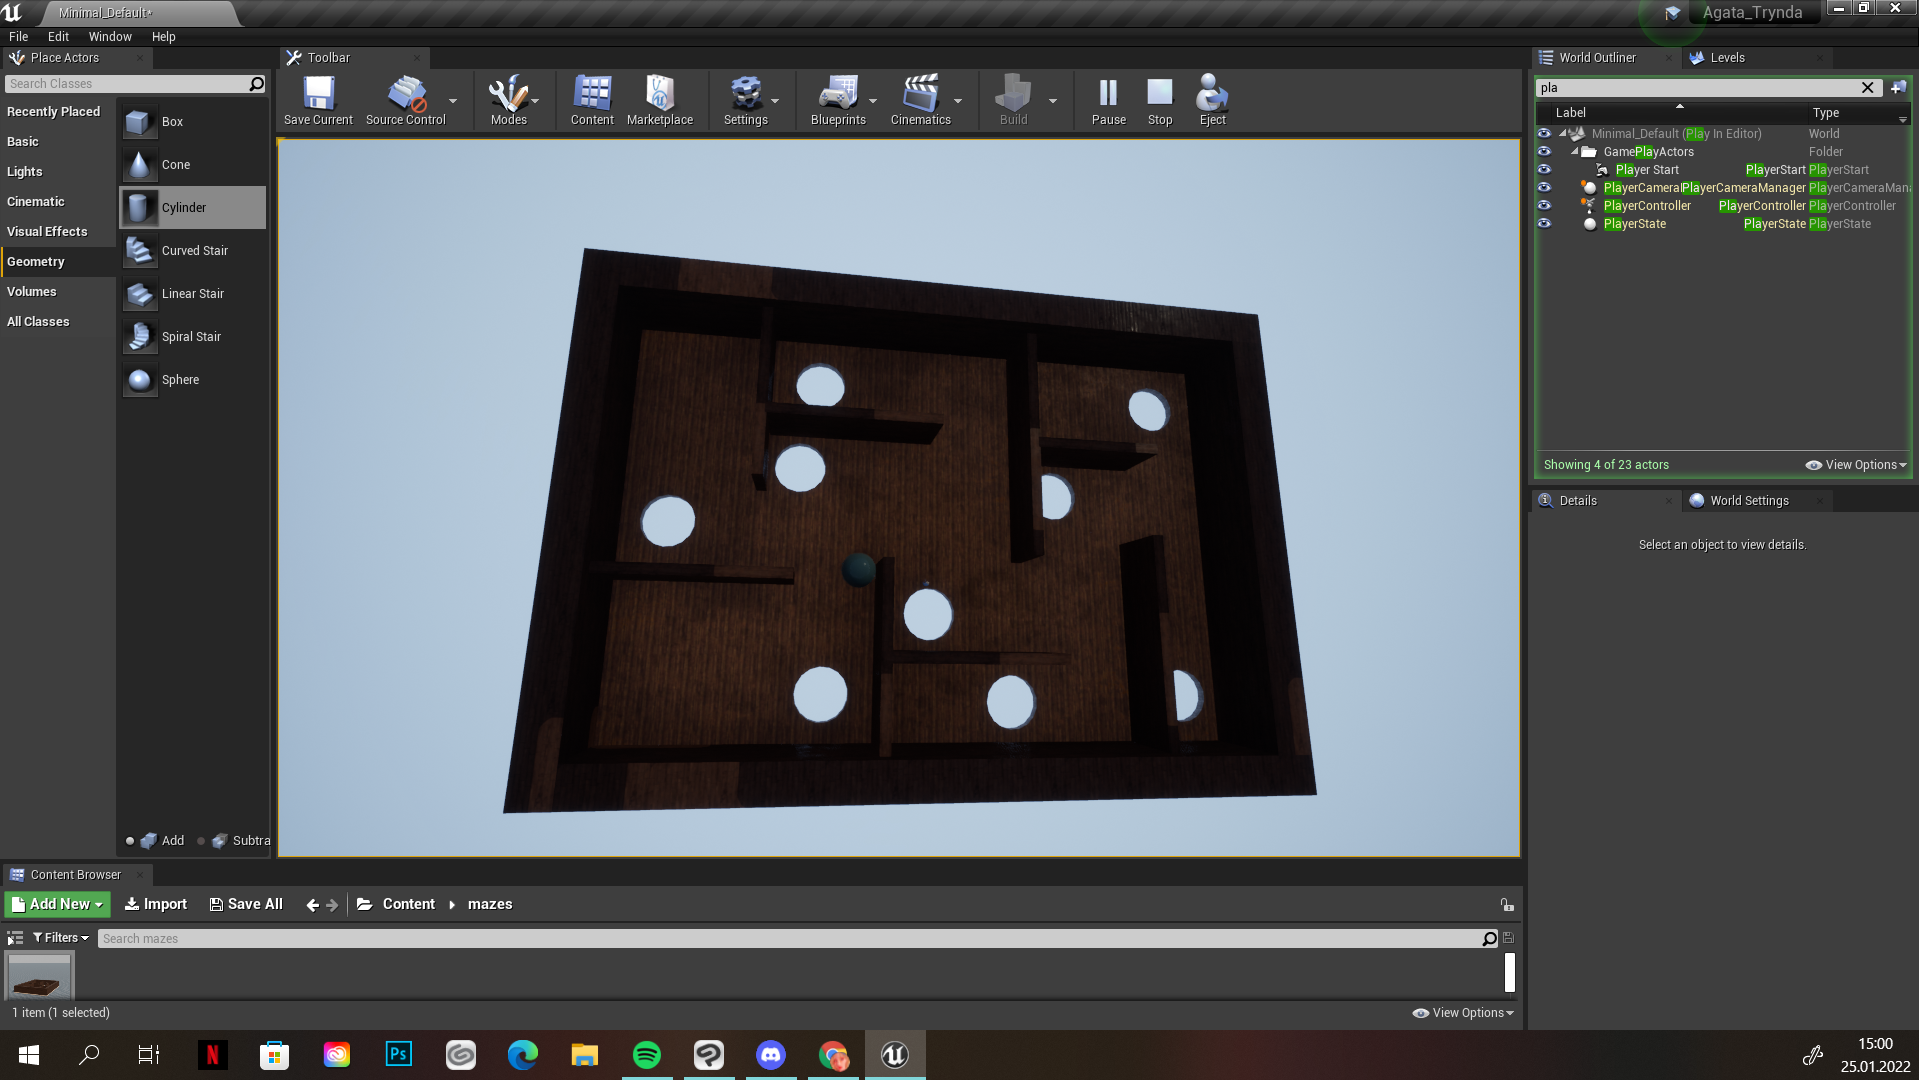 Minimal_Default*
Agata_Trynda
File Edit Window Help
Place Actors
Search Classes
Recently Placed
Basic
Lights
Cinematic
Visual Effects
Geometry
Volumes
All Classes
Box
Cone
Cylinder
Curved Stair
Linear Stair
Spiral Stair
Sphere
Add Subtra
Toolbar
Save Current Source Control Modes Content Marketplace Settings Blueprints Cinematics Build Pause Stop Eject
World Outliner Levels
pla
Label Type
Minimal_Default (Play In Editor) World
GamePlayActors Folder
Player Start PlayerStart PlayerStart
PlayerCameraI PlayerCameraManager PlayerCameraMana
PlayerController PlayerController PlayerController
PlayerState PlayerState PlayerState
Showing 4 of 23 actors View Options
Details World Settings
Select an object to view details.
Content Browser
Add New Import Save All Content mazes
Filters Search mazes
1 item (1 selected) View Options
N Ps
15:00
25.01.2022